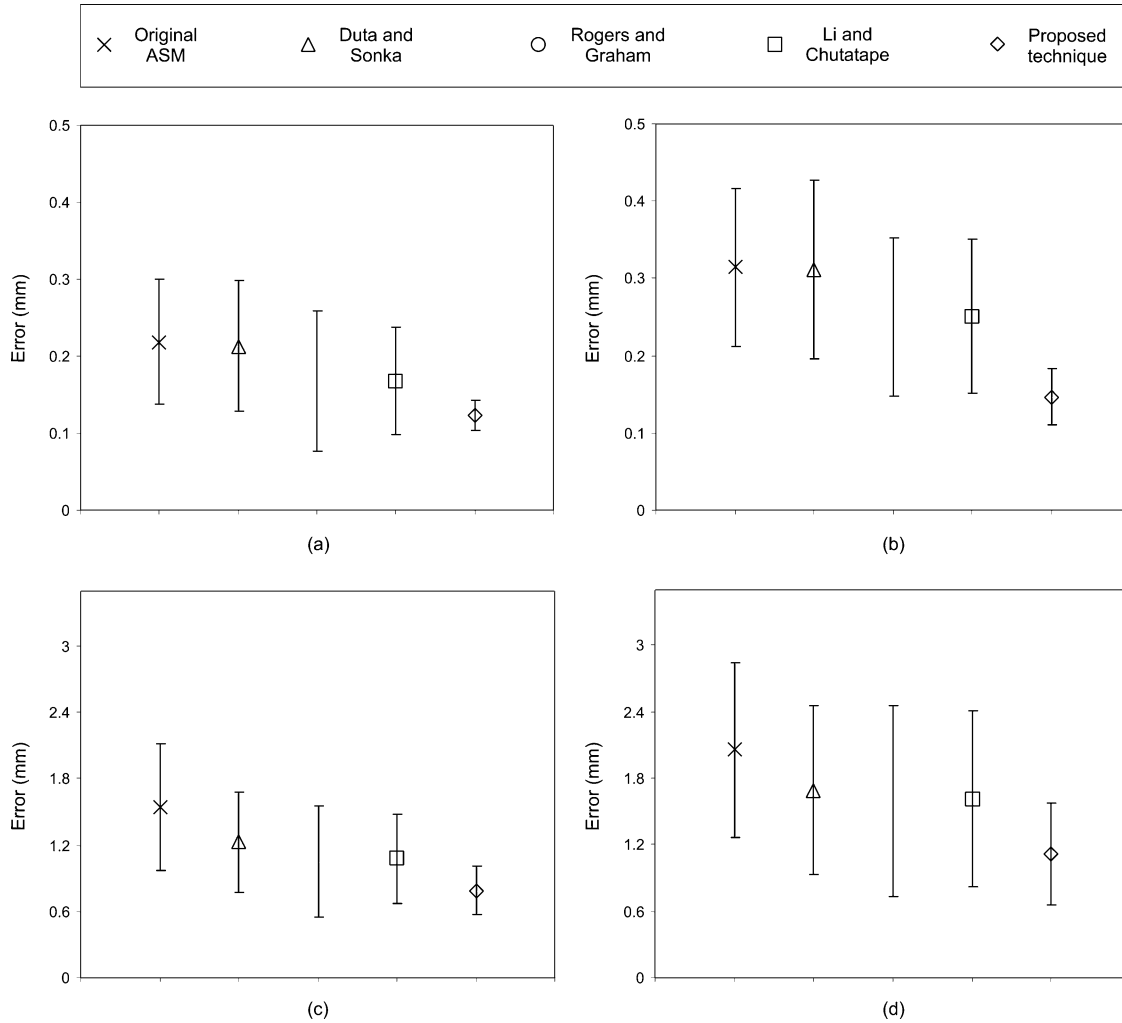 Original
ASM
Duta and
Sonka
Rogers and
Graham
Li and
Chutatape
Proposed
technique
0.5
0.4
0.3
0.2
0.1
0
Error (mm)
(a)
0.5
0.4
0.3
0.2
0.1
0
Error (mm)
(b)
3
2.4
1.8
1.2
0.6
0
Error (mm)
(c)
3
2.4
1.8
1.2
0.6
0
Error (mm)
(d)